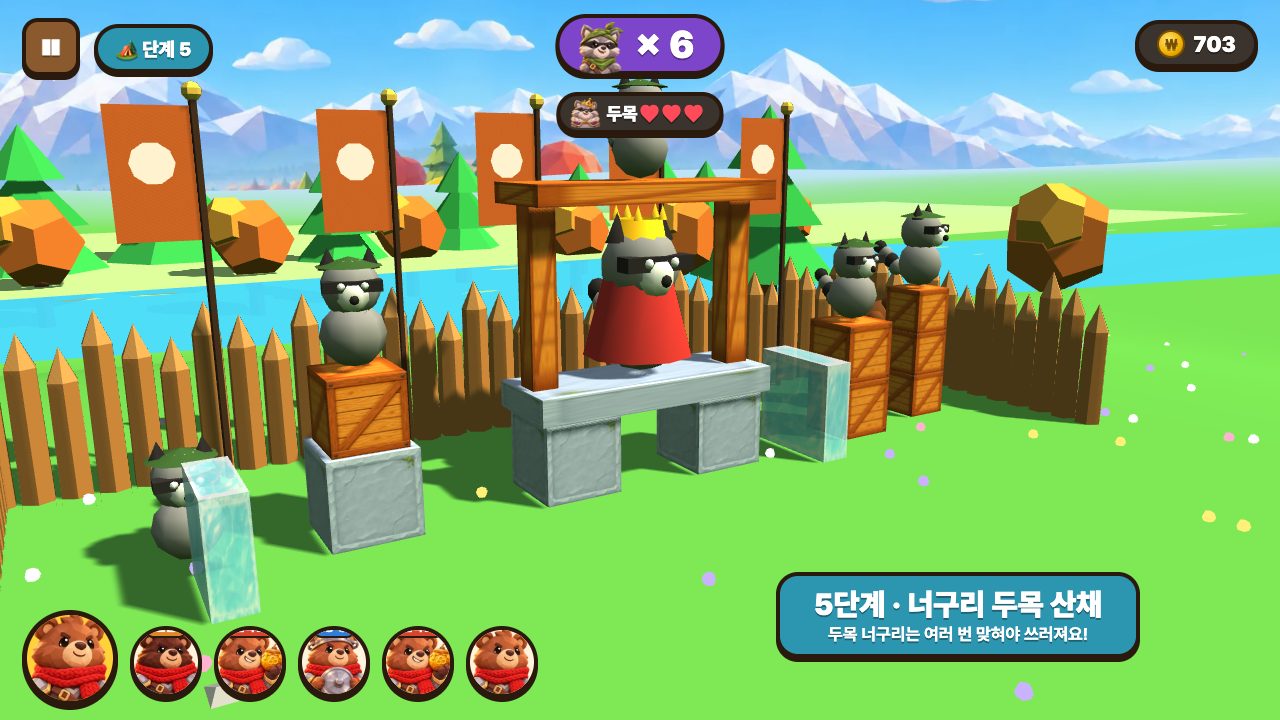 단계 5
× 6
703
두목
5단계 · 너구리 두목 산채
두목 너구리는 여러 번 맞혀야 쓰러져요!